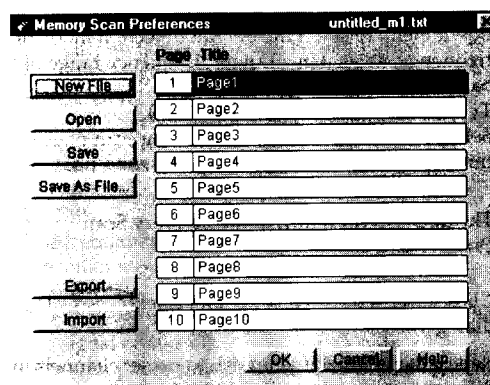 Memory Scan Preferences untitled_m1.txt
Page Title
New File
Open
Save
Save As File...
Export
Import
1 Page1
2 Page2
3 Page3
4 Page4
5 Page5
6 Page6
7 Page7
8 Page8
9 Page9
10 Page10
OK Cancel Help